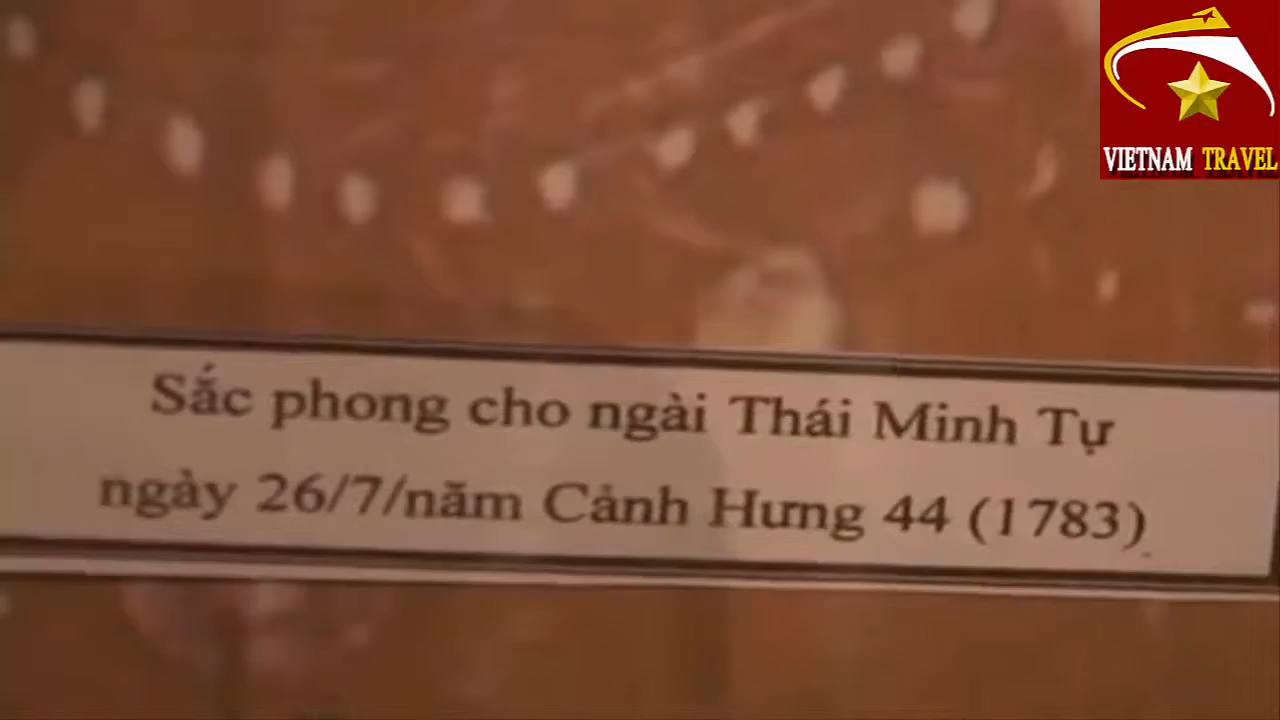 VIETNAM TRAVEL
Sắc phong cho ngài Thái Minh Tự
ngày 26/7/năm Cảnh Hưng 44 (1783)